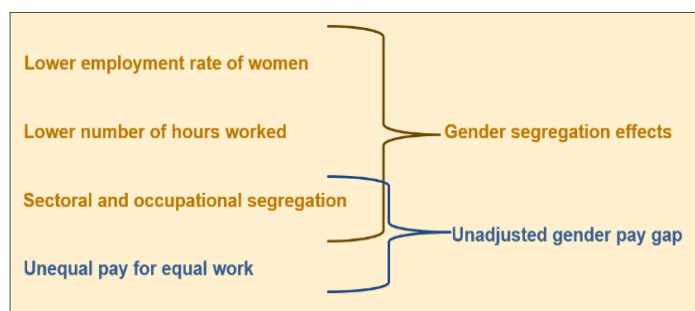 Lower employment rate of women
Lower number of hours worked
Gender segregation effects
Sectoral and occupational segregation
Unadjusted gender pay gap
Unequal pay for equal work